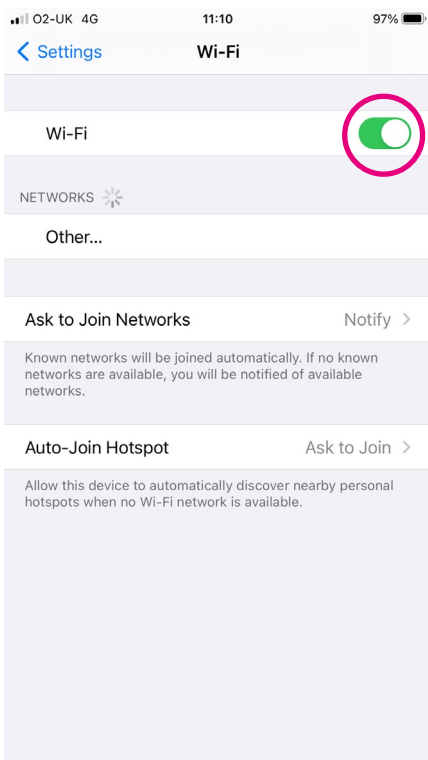 O2-UK 4G 11:10 97%
Settings Wi-Fi
Wi-Fi
NETWORKS
Other...
Ask to Join Networks Notify
Known networks will be joined automatically. If no known
networks are available, you will be notified of available
networks.
Auto-Join Hotspot Ask to Join
Allow this device to automatically discover nearby personal
hotspots when no Wi-Fi network is available.